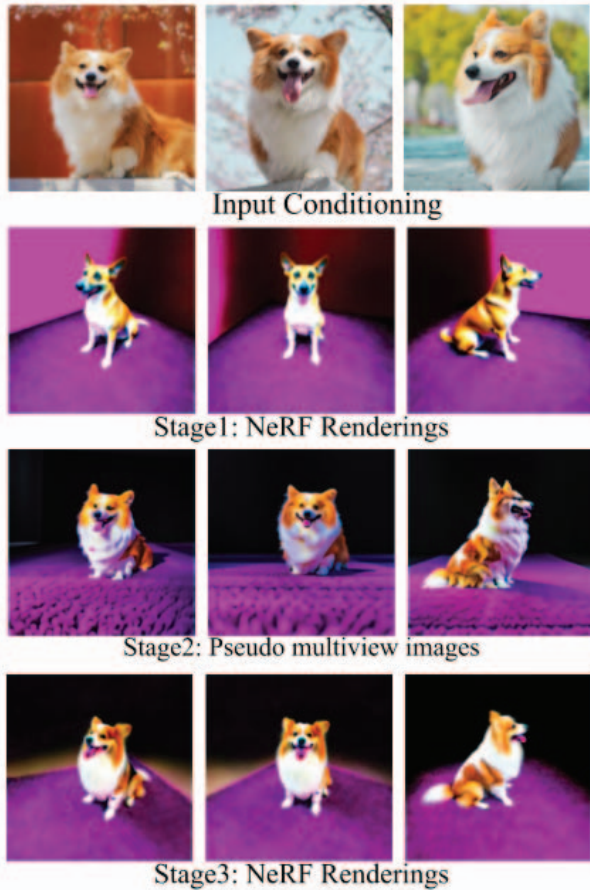 Input Conditioning
Stage1: NeRF Renderings
Stage2: Pseudo multiview images
Stage3: NeRF Renderings